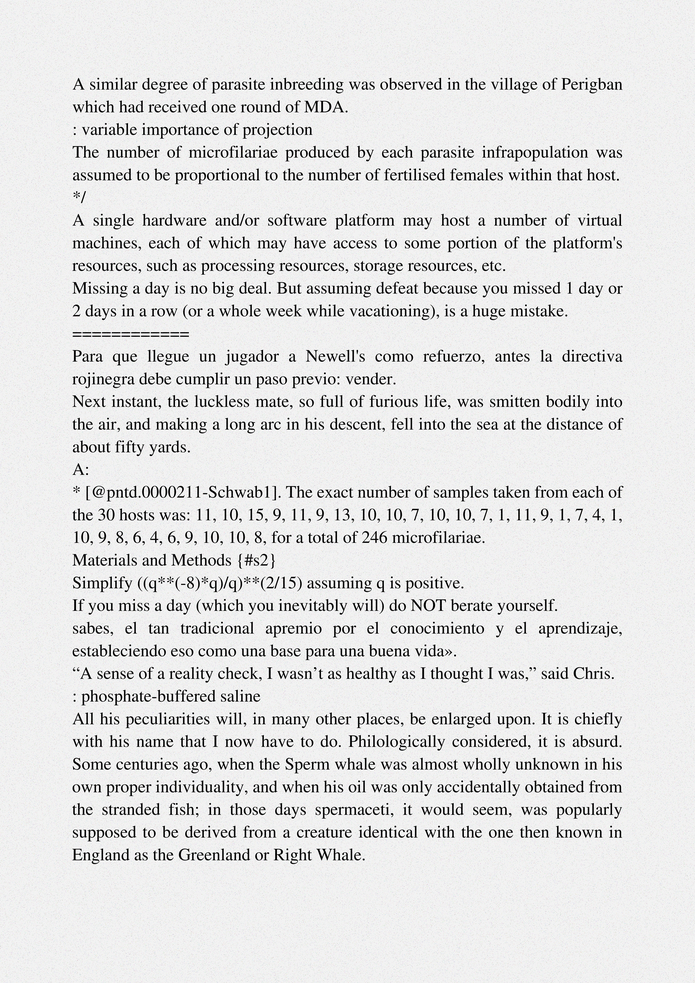 A similar degree of parasite inbreeding was observed in the village of Perigban
which had received one round of MDA.
: variable importance of projection
The number of microfilariae produced by each parasite infrapopulation was
assumed to be proportional to the number of fertilised females within that host.
*/
A single hardware and/or software platform may host a number of virtual
machines, each of which may have access to some portion of the platform's
resources, such as processing resources, storage resources, etc.
Missing a day is no big deal. But assuming defeat because you missed 1 day or
2 days in a row (or a whole week while vacationing), is a huge mistake.
============
Para que llegue un jugador a Newell's como refuerzo, antes la directiva
rojinegra debe cumplir un paso previo: vender.
Next instant, the luckless mate, so full of furious life, was smitten bodily into
the air, and making a long arc in his descent, fell into the sea at the distance of
about fifty yards.
A:
* [@pntd.0000211-Schwab1]. The exact number of samples taken from each of
the 30 hosts was: 11, 10, 15, 9, 11, 9, 13, 10, 10, 7, 10, 10, 7, 1, 11, 9, 1, 7, 4, 1,
10, 9, 8, 6, 4, 6, 9, 10, 10, 8, for a total of 246 microfilariae.
Materials and Methods {#s2}
Simplify ((q**(-8)*q)/q)**(2/15) assuming q is positive.
If you miss a day (which you inevitably will) do NOT berate yourself.
sabes, el tan tradicional apremio por el conocimiento y el aprendizaje,
estableciendo eso como una base para una buena vida».
“A sense of a reality check, I wasn’t as healthy as I thought I was,” said Chris.
: phosphate-buffered saline
All his peculiarities will, in many other places, be enlarged upon. It is chiefly
with his name that I now have to do. Philologically considered, it is absurd.
Some centuries ago, when the Sperm whale was almost wholly unknown in his
own proper individuality, and when his oil was only accidentally obtained from
the stranded fish; in those days spermaceti, it would seem, was popularly
supposed to be derived from a creature identical with the one then known in
England as the Greenland or Right Whale.